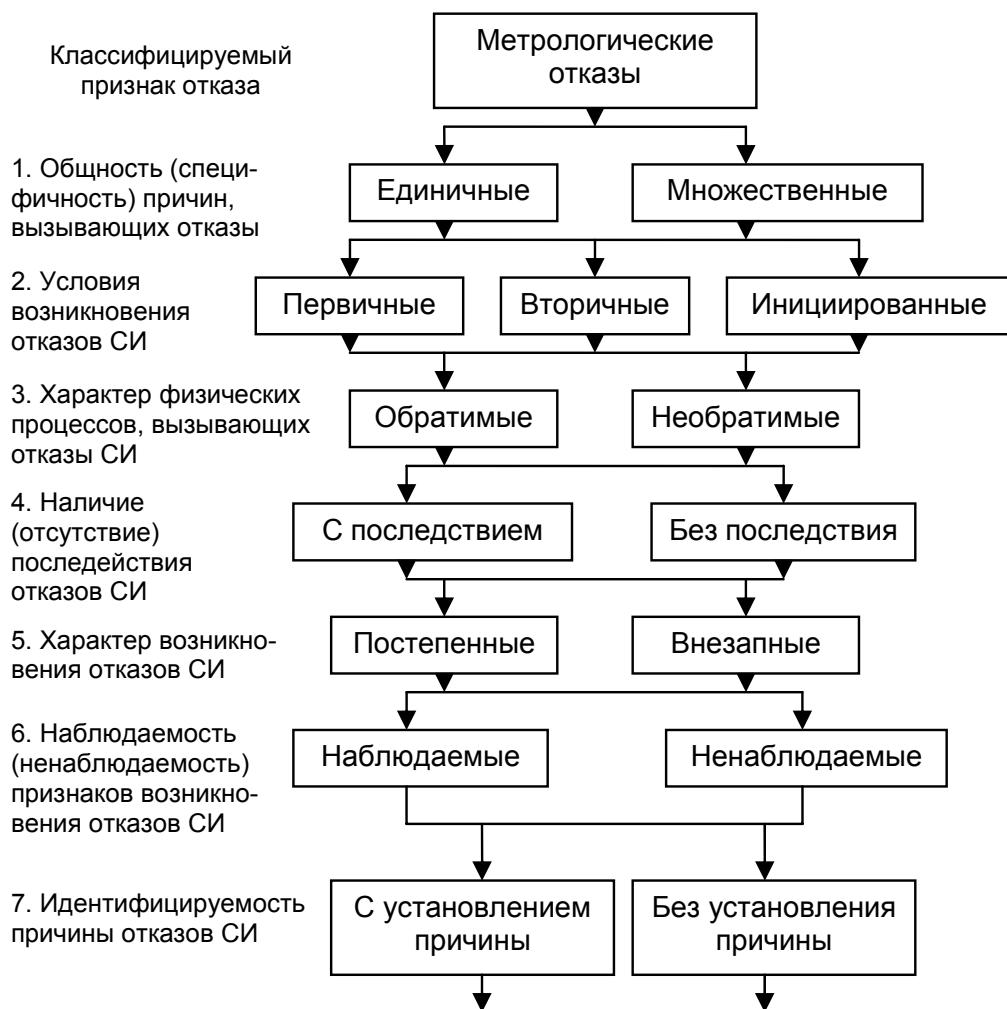 Классифицируемый
признак отказа
Метрологические
отказы
1. Общность (специ-
фичность) причин,
вызывающих отказы
Единичные
Множественные
2. Условия
возникновения
отказов СИ
Первичные
Вторичные
Инициированные
3. Характер физических
процессов, вызывающих
отказы СИ
Обратимые
Необратимые
4. Наличие
(отсутствие)
последействия
отказов СИ
С последствием
Без последствия
5. Характер возникно-
вения отказов СИ
Постепенные
Внезапные
6. Наблюдаемость
(ненаблюдаемость)
признаков возникно-
вения отказов СИ
Наблюдаемые
Ненаблюдаемые
7. Идентифицируемость
причины отказов СИ
С установлением
причины
Без установления
причины